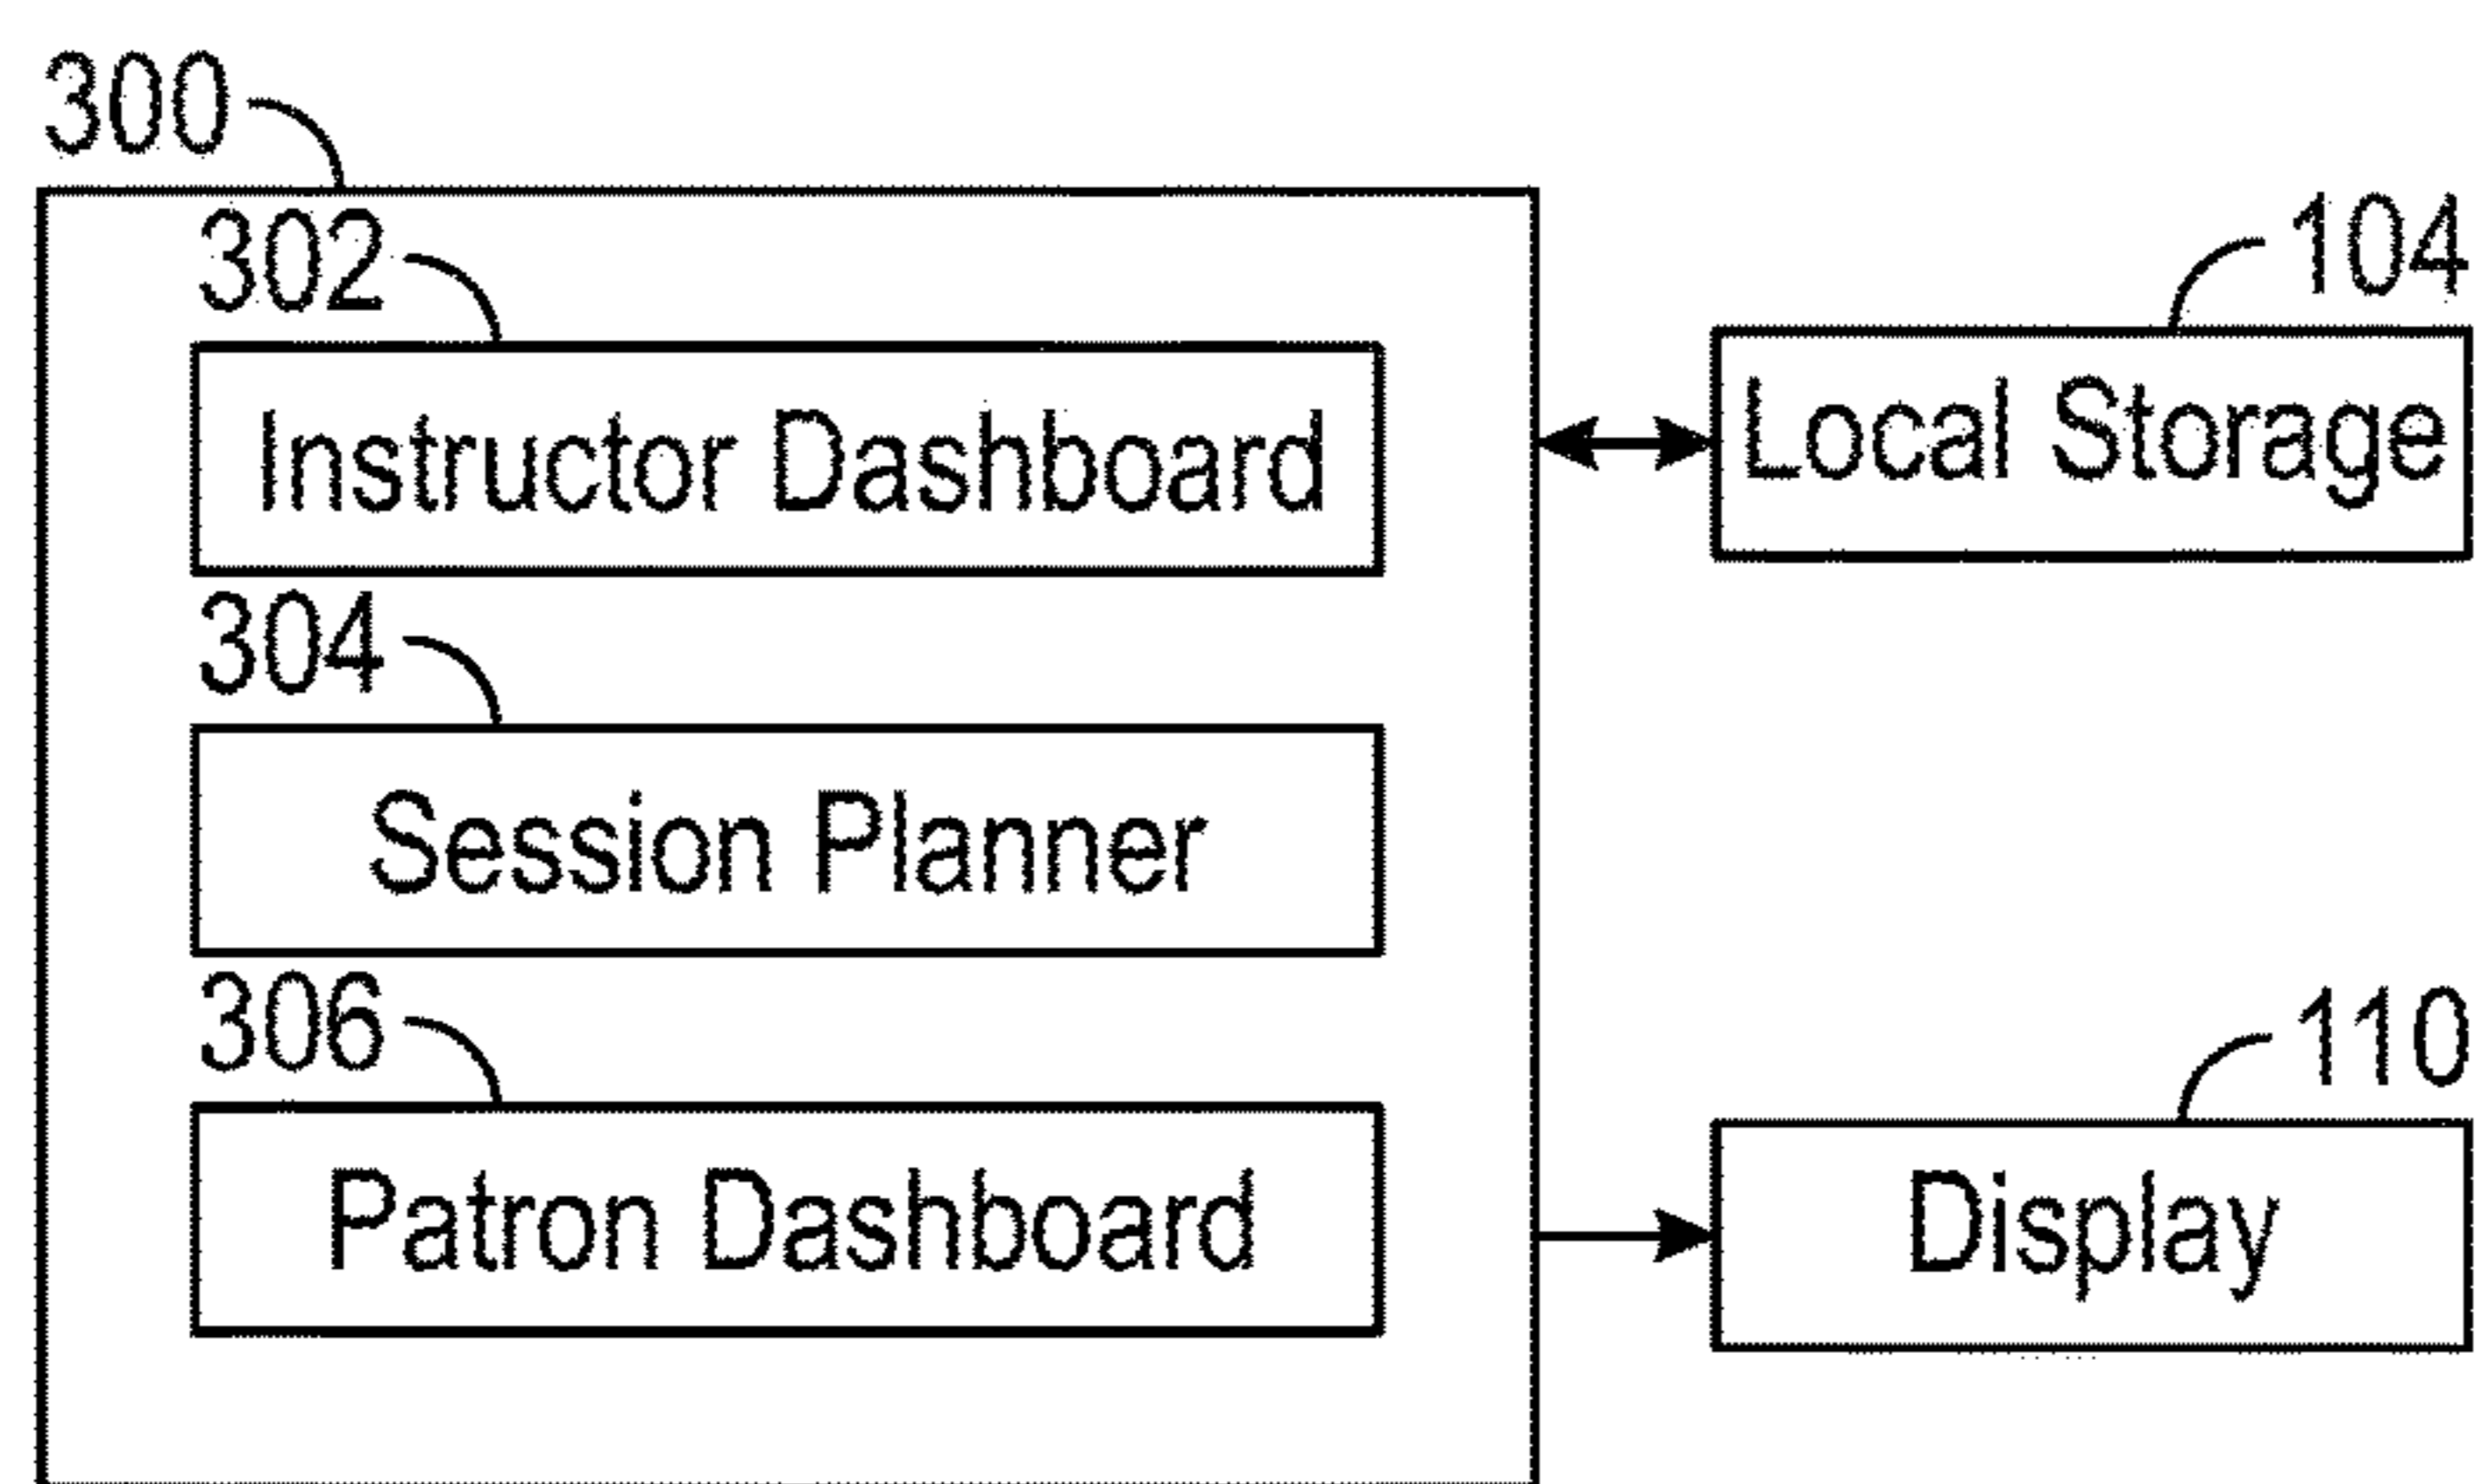 300
302
104
Instructor Dashboard
Local Storage
304
Session Planner
306
110
Patron Dashboard
Display